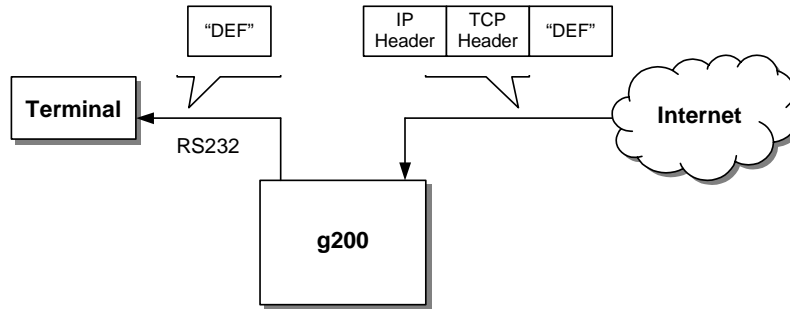 “DEF”
IP
Header
TCP
Header
“DEF”
Terminal
RS232
Internet
g200